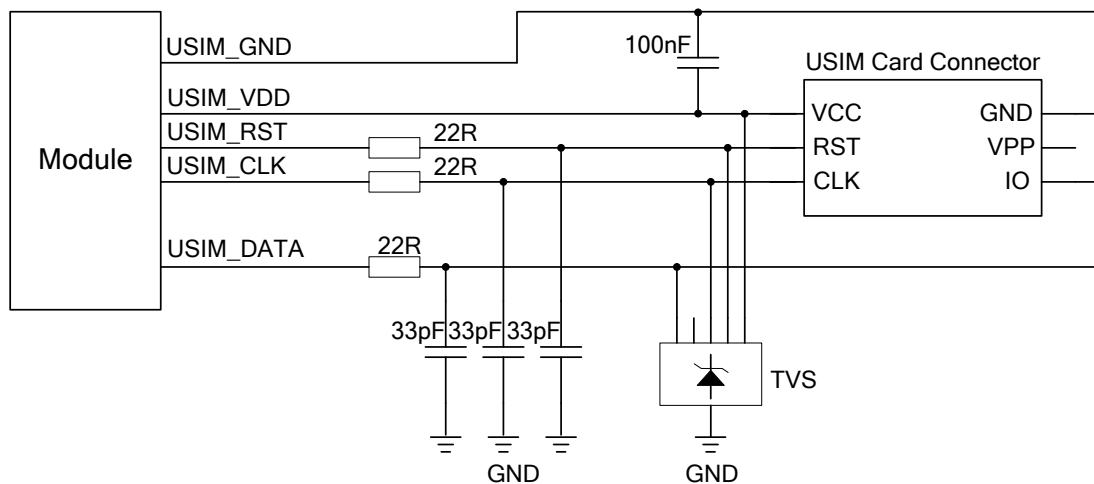 USIM_GND
100nF
USIM Card Connector
USIM_VDD
VCC
GND
USIM_RST
22R
RST
VPP
Module
USIM_CLK
22R
CLK
IO
USIM_DATA
22R
33pF 33pF 33pF
TVS
GND
GND